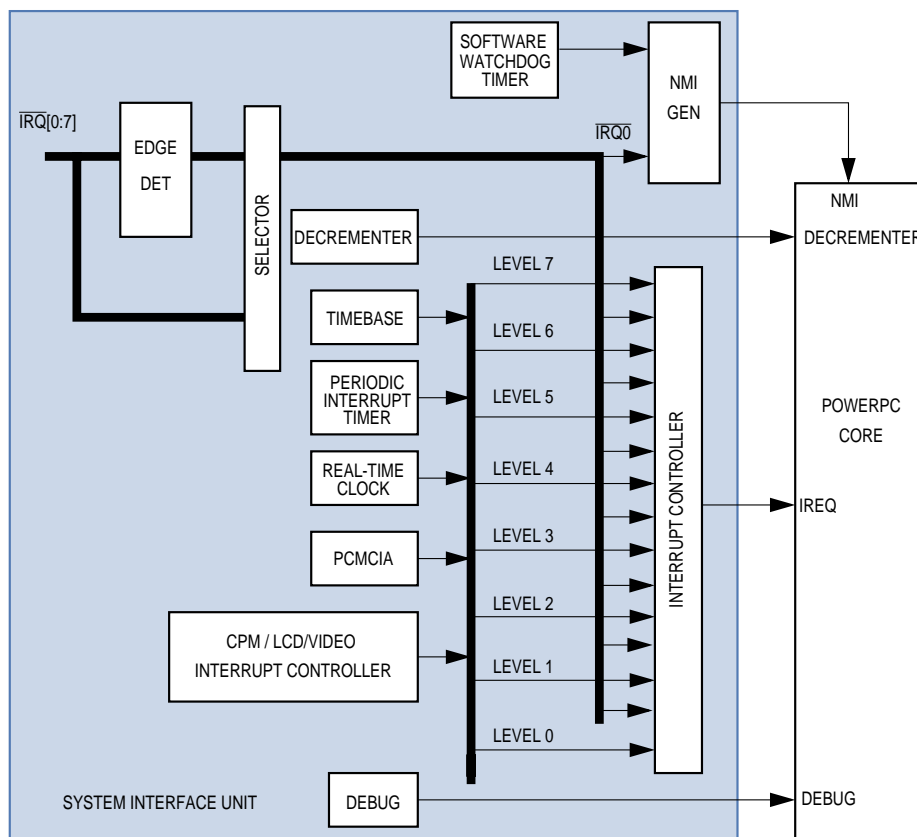 SOFTWARE
WATCHDOG
TIMER
NMI
GEN
IRQ[0:7]
EDGE
DET
IRQ0
SELECTOR
NMI
DECREMENTER
DECREMENTER
LEVEL 7
TIMEBASE
LEVEL 6
PERIODIC
INTERRUPT
TIMER
LEVEL 5
POWERPC
CORE
REAL-TIME
CLOCK
LEVEL 4
INTERRUPT CONTROLLER
IREQ
PCMCIA
LEVEL 3
LEVEL 2
CPM / LCD/VIDEO
INTERRUPT CONTROLLER
LEVEL 1
LEVEL 0
SYSTEM INTERFACE UNIT
DEBUG
DEBUG